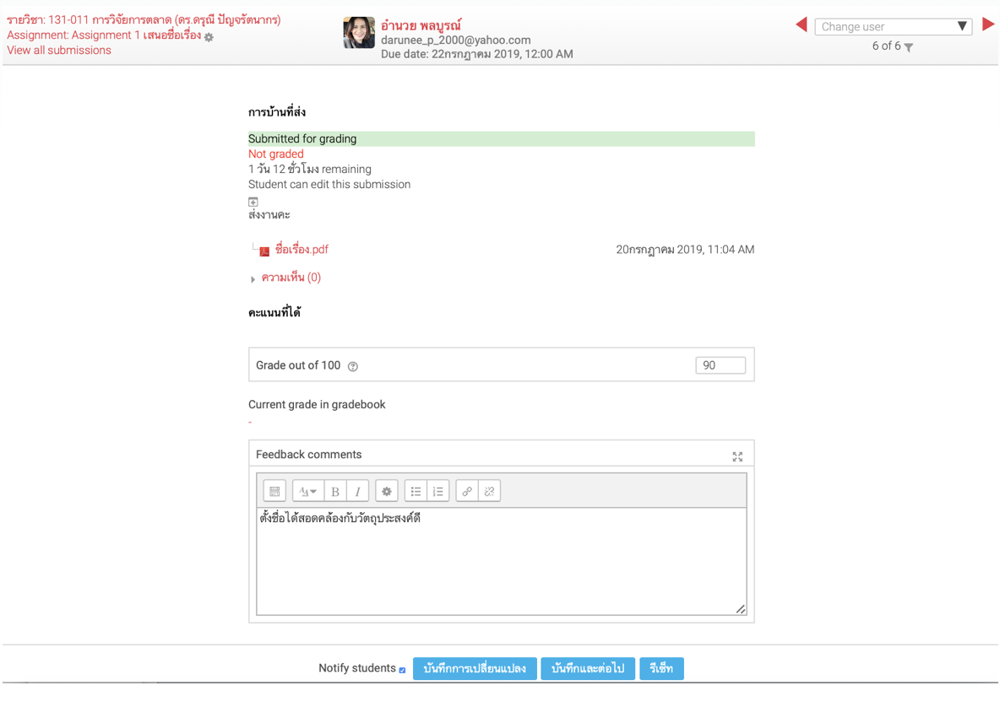 รายวิชา: 131-011 การวิจัยการตลาด (ดร.ดรุณี ปัญจรัตนากร)
Assignment: Assignment 1 เสนอชื่อเรื่อง
View all submissions
อำนวย พลบูรณ์
darunee_p_2000@yahoo.com
Due date: 22กรกฎาคม 2019, 12:00 AM
Change user
6 of 6
การบ้านที่ส่ง
Submitted for grading
Not graded
1 วัน 12 ชั่วโมง remaining
Student can edit this submission
ส่งงานคะ
ชื่อเรื่อง.pdf 20กรกฎาคม 2019, 11:04 AM
ความเห็น (0)
คะแนนที่ได้
Grade out of 100 90
Current grade in gradebook
-
Feedback comments
B I
ตั้งชื่อได้สอดคล้องกับวัตถุประสงค์ดี
Notify students บันทึกการเปลี่ยนแปลง บันทึกและต่อไป รีเซ็ท